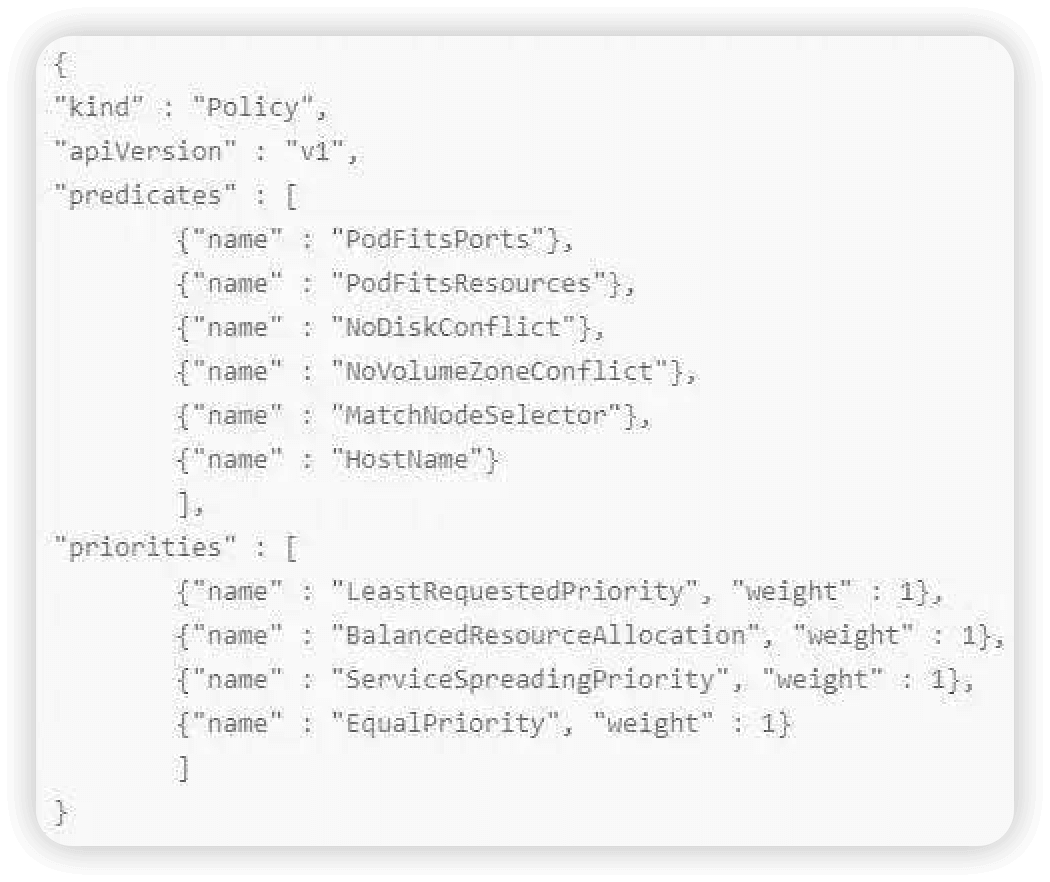 {
"kind" : "Policy",
"apiVersion" : "v1",
"predicates" : [
        {"name" : "PodFitsPorts"},
        {"name" : "PodFitsResources"},
        {"name" : "NoDiskConflict"},
        {"name" : "NoVolumeZoneConflict"},
        {"name" : "MatchNodeSelector"},
        {"name" : "HostName"}
        ],
"priorities" : [
        {"name" : "LeastRequestedPriority", "weight" : 1},
        {"name" : "BalancedResourceAllocation", "weight" : 1},
        {"name" : "ServiceSpreadingPriority", "weight" : 1},
        {"name" : "EqualPriority", "weight" : 1}
        ]
}